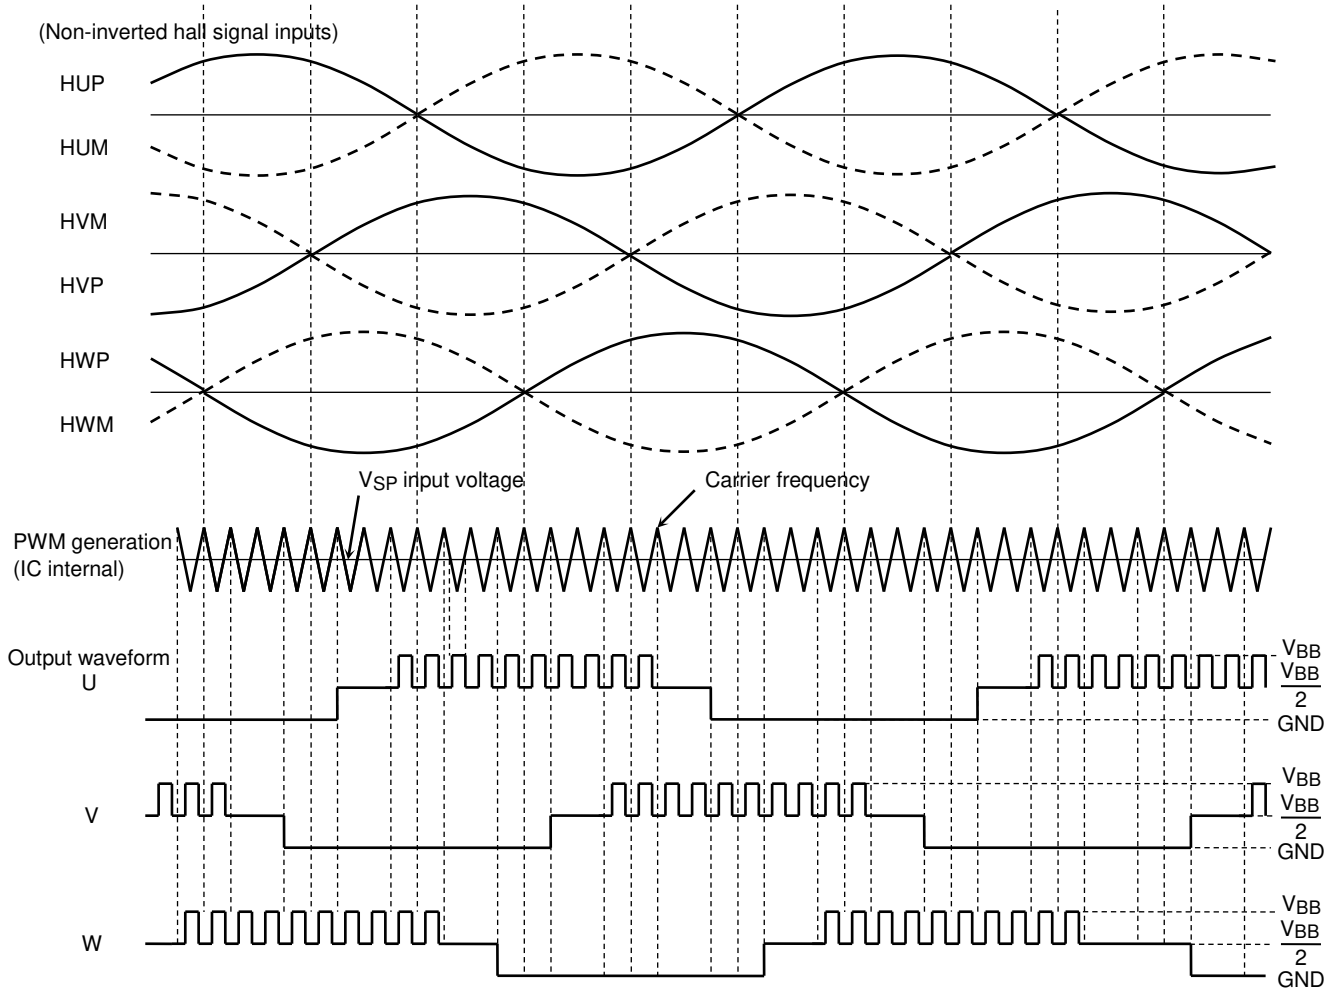 (Non-inverted hall signal inputs)
HUP
HUM
HVM
HVP
HWP
HWM
VSP input voltage
Carrier frequency
PWM generation
(IC internal)
Output waveform
U
VBB
VBB
2
GND
V
VBB
VBB
2
GND
W
VBB
VBB
2
GND